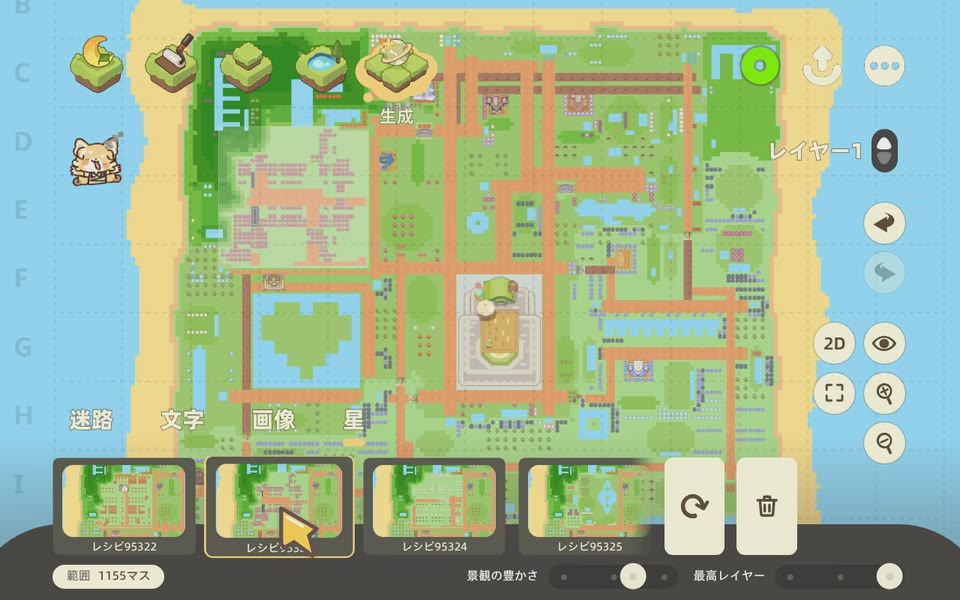 B
C
生成
D
レイヤー1
E
F
G
2D
H
迷路 文字 画像 星
I
レシピ95322
レシピ95324
レシピ95325
範囲 1155マス
景観の豊かさ
最高レイヤー